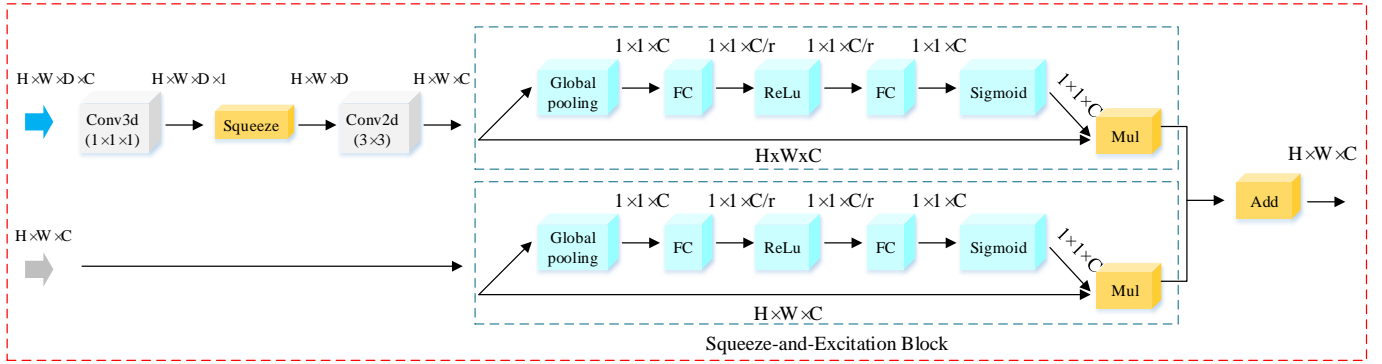 1×1×C 1×1×C/r 1×1×C/r 1×1×C
H×W×D×C H×W×D×1 H×W×D H×W×C
Conv3d
(1×1×1)
Squeeze
Conv2d
(3×3)
Global
pooling
FC
ReLu
FC
Sigmoid
1×1×C
Mul
HxWxC
H×W×C
Add
H×W×C
1×1×C 1×1×C/r 1×1×C/r 1×1×C
Global
pooling
FC
ReLu
FC
Sigmoid
1×1×C
Mul
H×W×C
Squeeze-and-Excitation Block